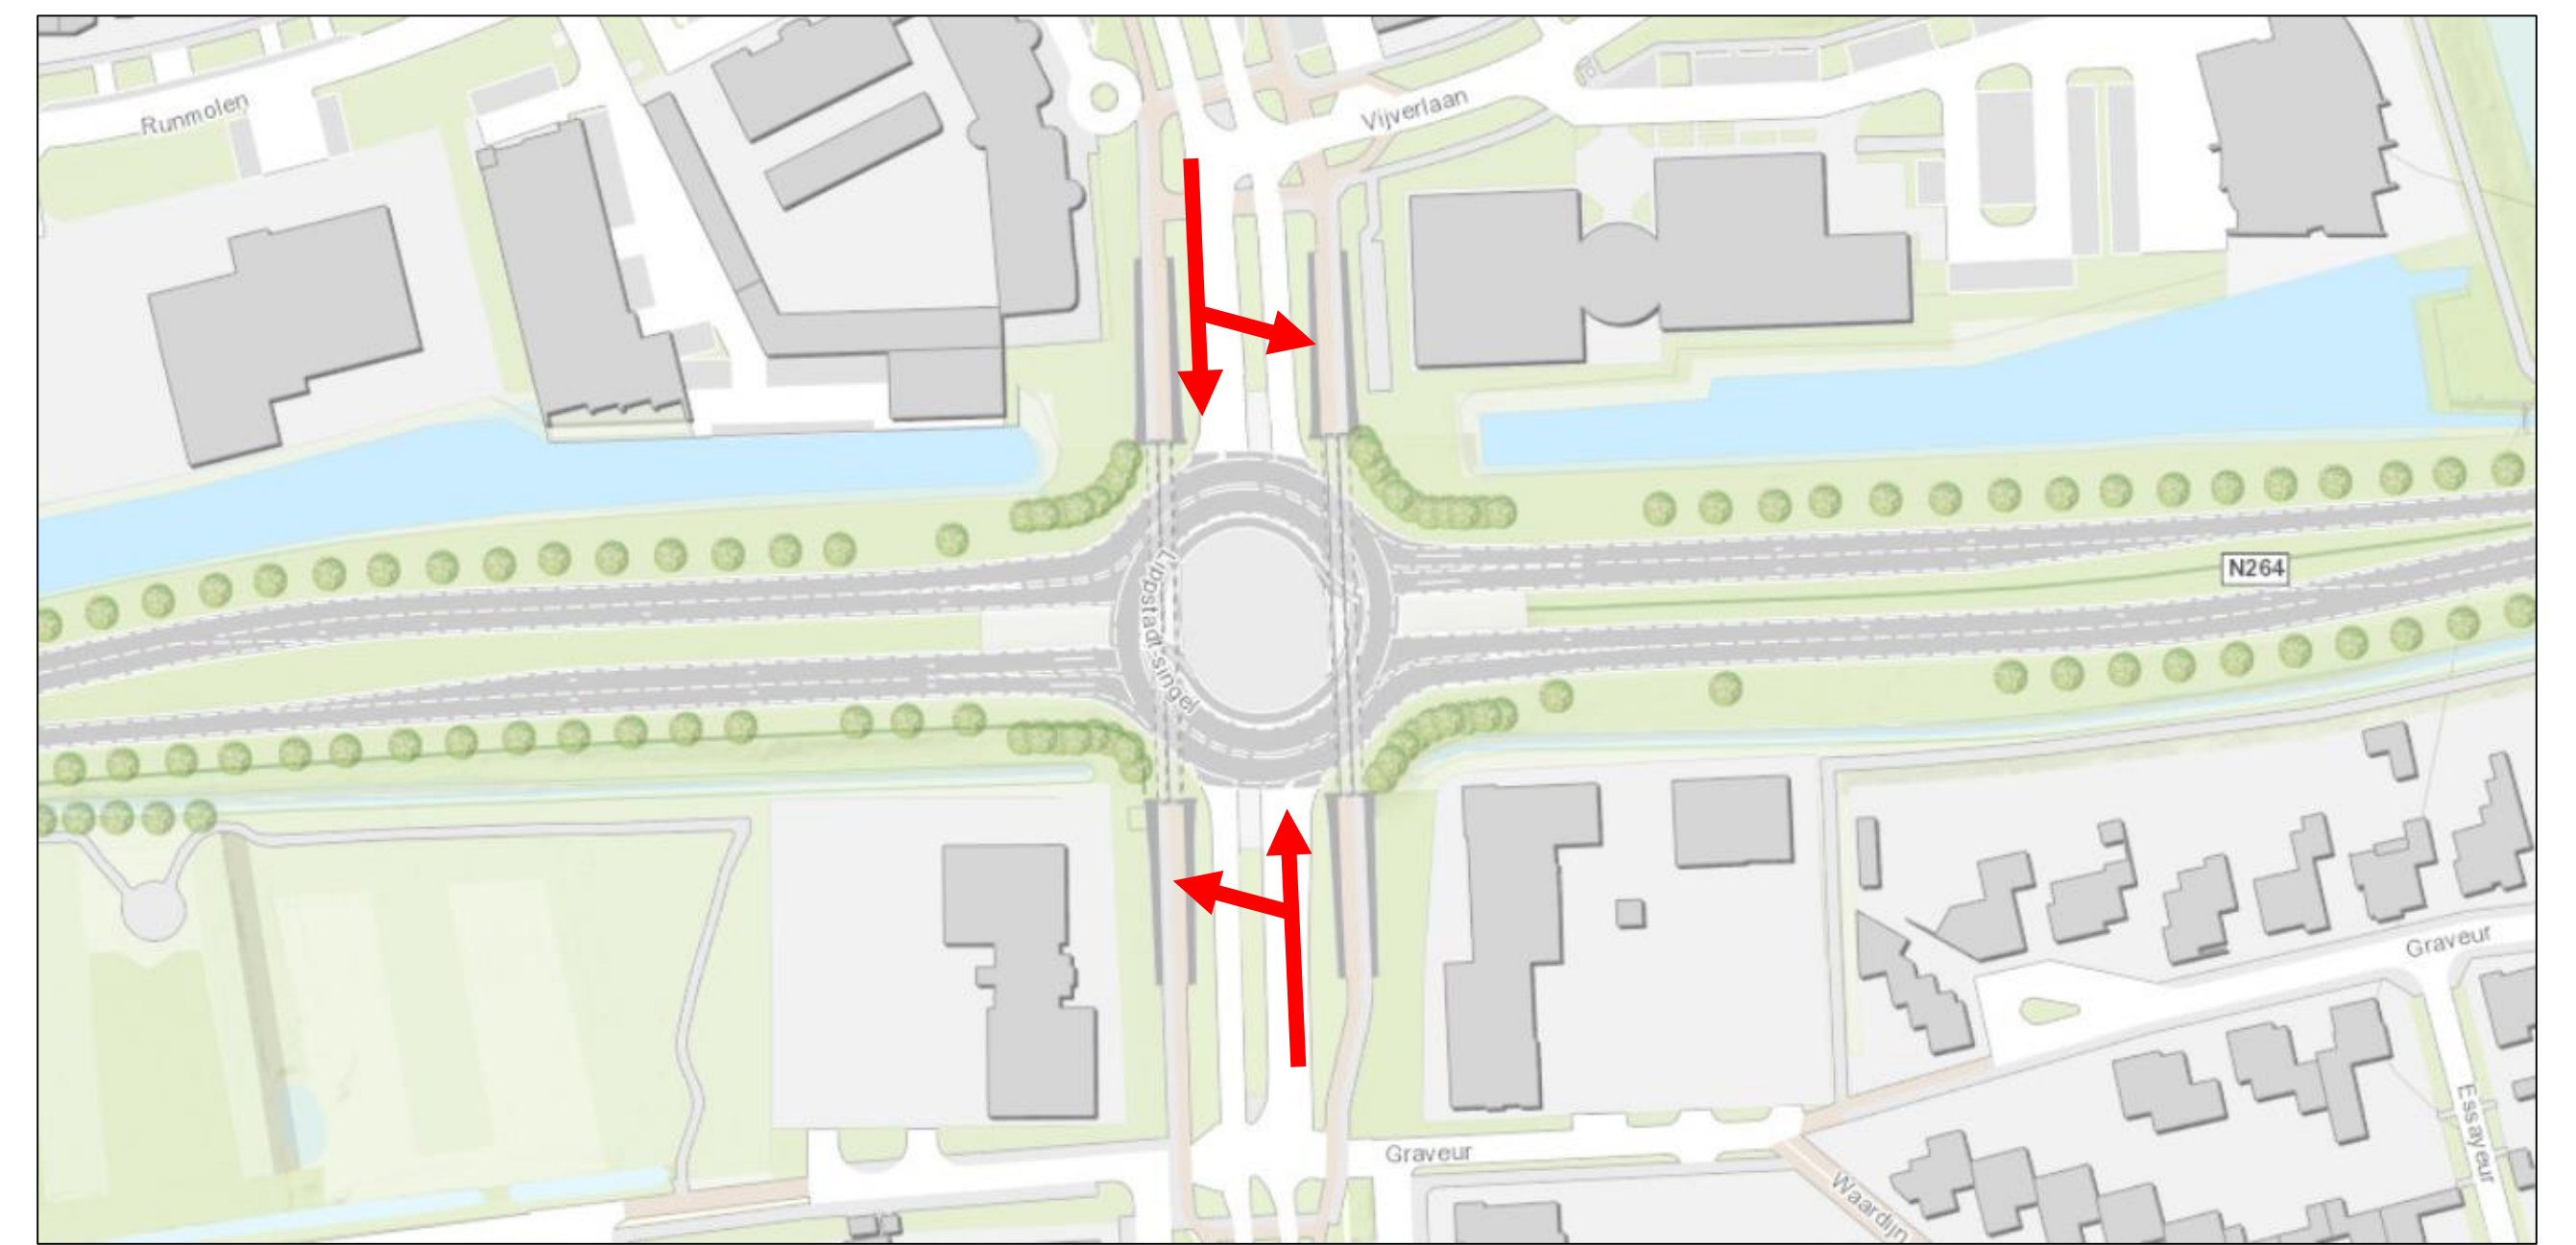 Runmolen
Vijverlaan
N264
Lippstadt-singel
Graveur
Graveur
Essayeur
Waardijn